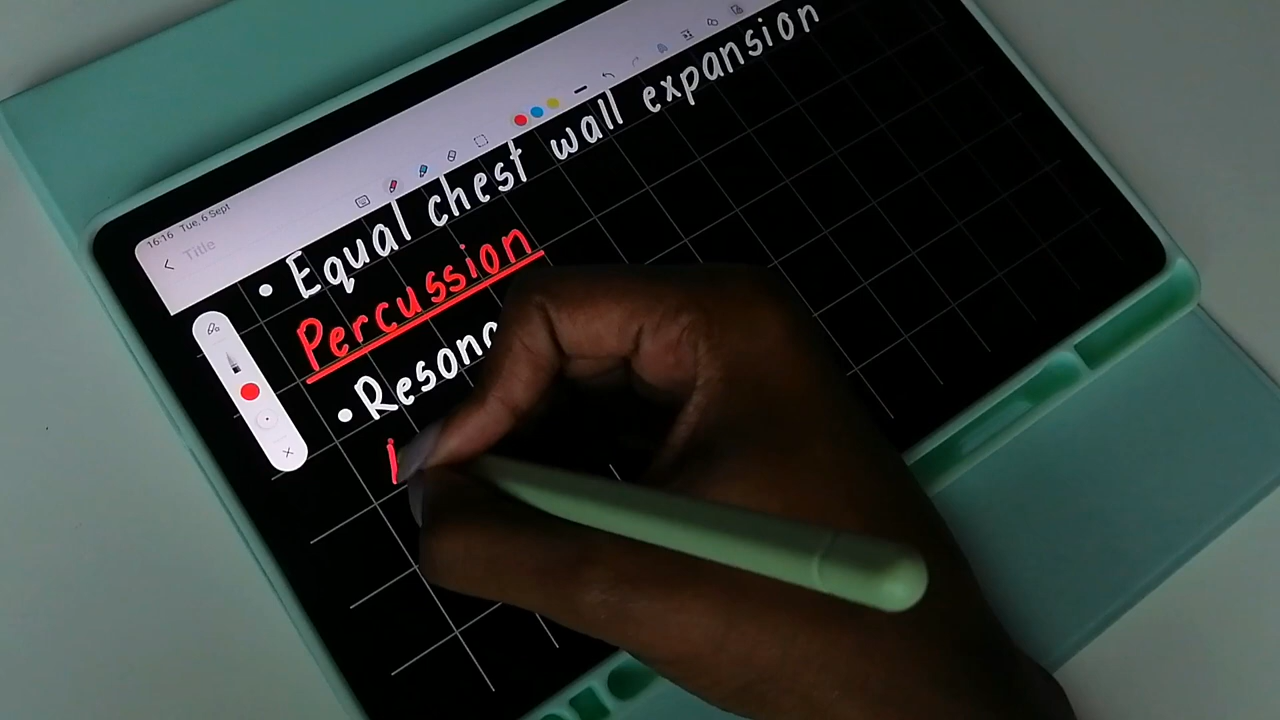 16:16 Tue, 6 Sept
Title
• Equal chest wall expansion
Percussion